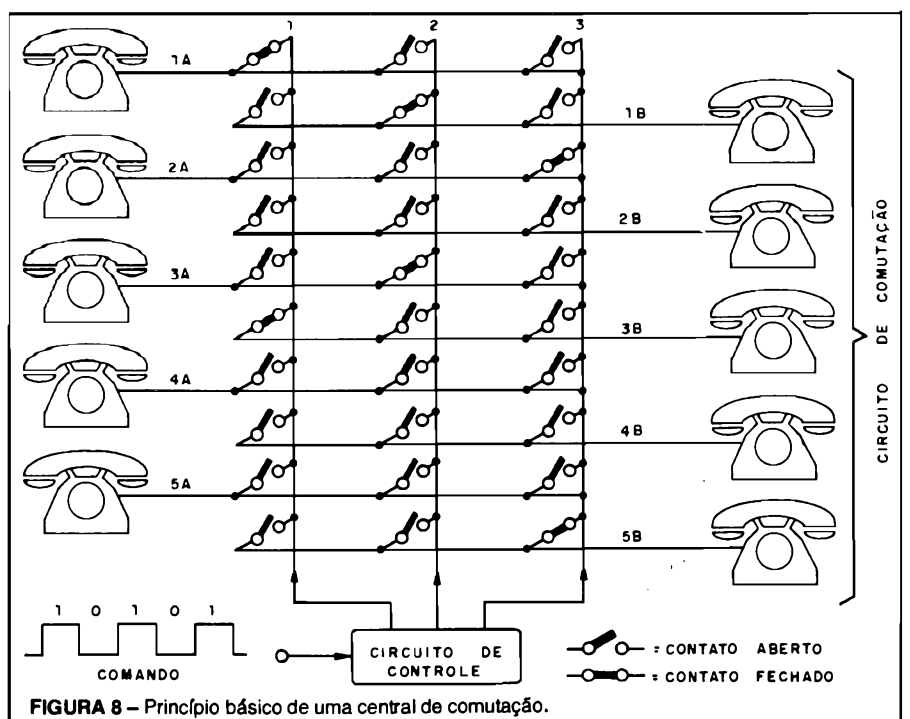 1 2 3
1A
1B
2A
2B
3A
3B
4A
4B
5A
5B
CIRCUITO DE COMUTAÇÃO
1 0 1 0 1
COMANDO
CIRCUITO DE
CONTROLE
= CONTATO ABERTO
= CONTATO FECHADO
FIGURA 8 – Princípio básico de uma central de comutação.